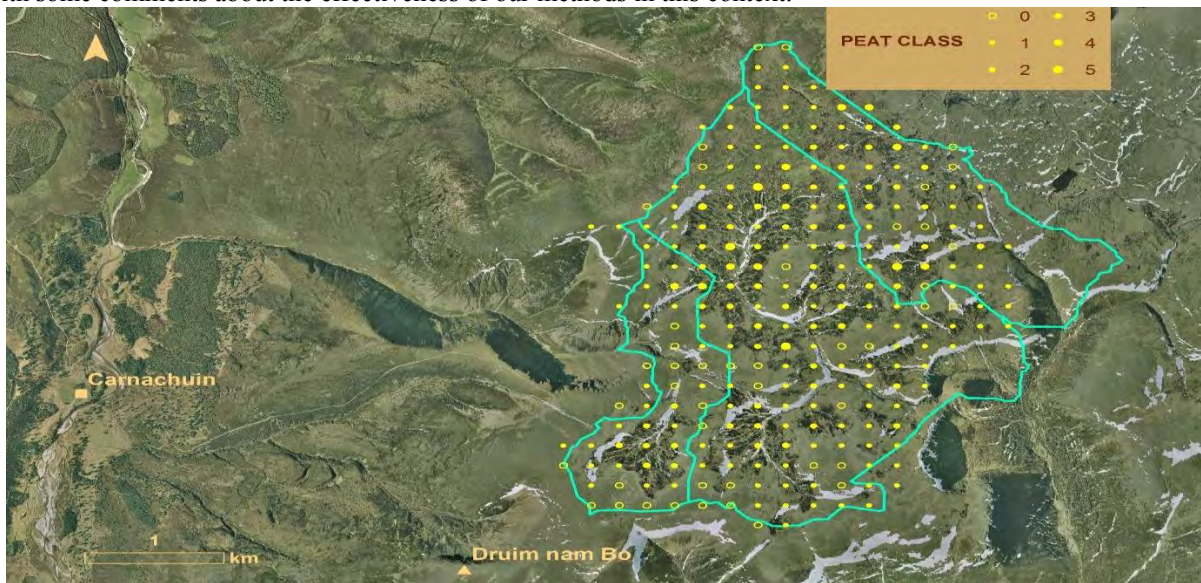 with some comments about the effectiveness of our methods in this context.
PEAT CLASS
0 3
1 4
2 5
Carnachuin
1
km
Druim nam Bo